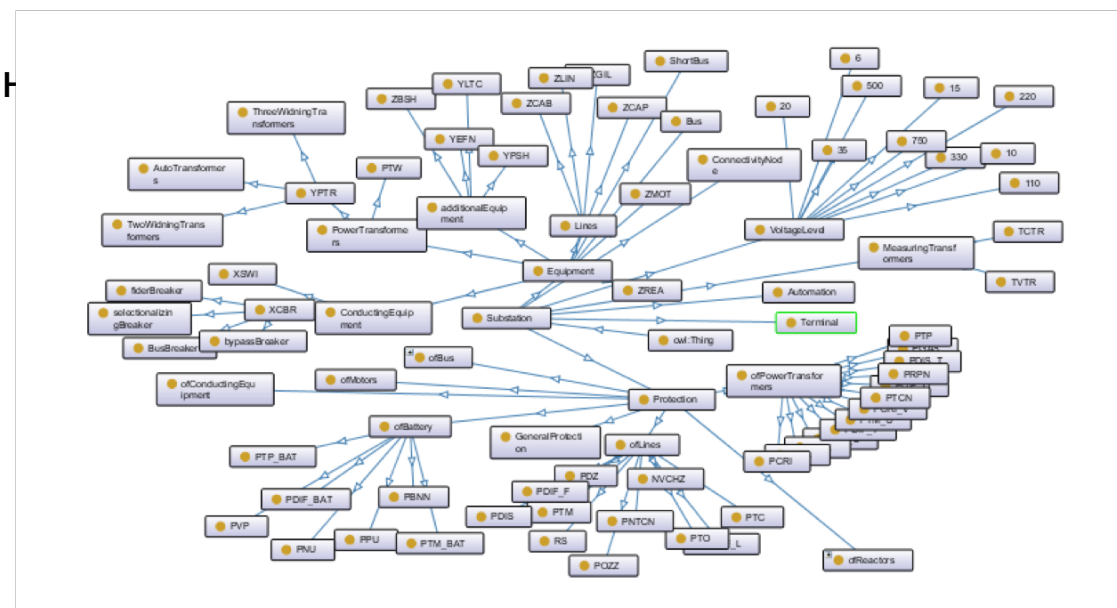 H
6
ShortBus
500
ZLIN
ZGIL
YLTC
15
220
ZBSH
ZCAB
ZCAP
20
ThreeWidningTra
nsformers
Bus
YEFN
750
35
330
10
YPSH
ConnectivityNod
e
PTW
AutoTransformer
s
110
YPTR
ZMOT
additionalEquip
ment
Lines
VoltageLevel
TwoWidningTrans
formers
PowerTransforme
rs
TCTR
MeasuringTransf
ormers
XSWI
Equipment
TVTR
fiderBreaker
ZREA
Automation
selectionalizin
gBreaker
XCBR
ConductingEquip
ment
Substation
Terminal
BusBreaker
bypassBreaker
owl:Thing
PTP
ofBus
PDIS_T
PRPN
ofMotors
ofPowerTransfor
mers
ofConductingEqu
ipment
Protection
PTCN
ofBattery
GeneralProtecti
on
ofLines
PTP_BAT
PCRI
PDZ
NVCHZ
PDIF_F
PDIF_BAT
PBNN
PDIS
PTM
PNTCN
PTC
PVP
PPU
PTM_BAT
RS
PTO
_L
PNU
POZZ
ofReactors